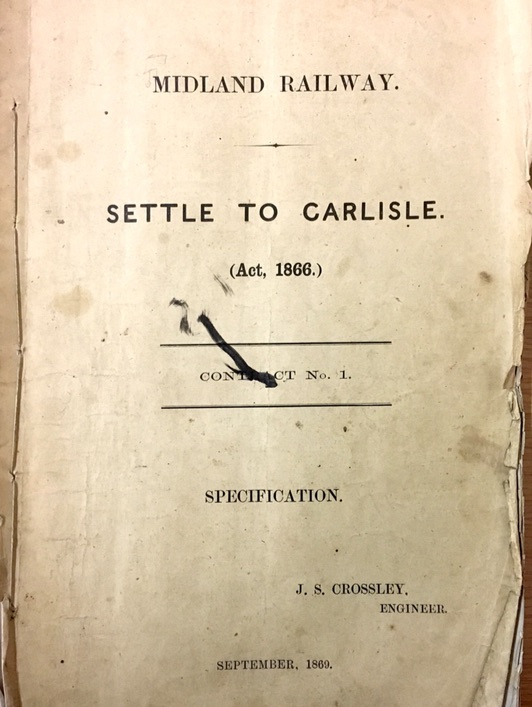 MIDLAND RAILWAY.
SETTLE TO CARLISLE.
(Act, 1866.)
CONTRACT No. 1.
SPECIFICATION.
J. S. CROSSLEY,
ENGINEER.
SEPTEMBER, 1869.